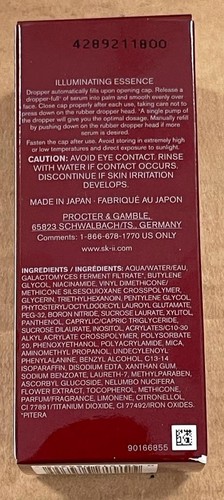 4289211800
ILLUMINATING ESSENCE
Dropper automatically fills upon opening cap. Release a
dropper-full* of serum into palm and smooth evenly over
face. Close cap properly after each use, taking care not to
press down on the rubber dropper head. *A single pump of
the dropper will give you the optimal dosage. Manually refill
by pushing down on the rubber dropper head if more
serum is desired.
Fasten the cap after use. Avoid storing in extremely high
or low temperatures and direct exposure to sunlight.
CAUTION: AVOID EYE CONTACT. RINSE
WITH WATER IF CONTACT OCCURS.
DISCONTINUE IF SKIN IRRITATION
DEVELOPS.
MADE IN JAPAN · FABRIQUÉ AU JAPON
PROCTER & GAMBLE,
65823 SCHWALBACH/TS., GERMANY
Comments: 1-866-678-1770 US ONLY
www.sk-ii.com
INGREDIENTS / INGRÉDIENTS: AQUA/WATER/EAU,
GALACTOMYCES FERMENT FILTRATE*, BUTYLENE
GLYCOL, NIACINAMIDE, VINYL DIMETHICONE/
METHICONE SILSESQUIOXANE CROSSPOLYMER,
GLYCERIN, TRIETHYLHEXANOIN, PENTYLENE GLYCOL,
PHYTOSTERYL/OCTYLDODECYL LAUROYL GLUTAMATE,
PEG-32, BORON NITRIDE, SUCROSE LAURATE, XYLITOL,
PANTHENOL, CAPRYLIC/CAPRIC TRIGLYCERIDE,
SUCROSE DILAURATE, INOSITOL, ACRYLATES/C10-30
ALKYL ACRYLATE CROSSPOLYMER, POLYSORBATE
20, PHENOXYETHANOL, POLYACRYLAMIDE, MICA,
AMINOMETHYL PROPANOL, UNDECYLENOYL
PHENYLALANINE, BENZYL ALCOHOL, C13-14
ISOPARAFFIN, DISODIUM EDTA, XANTHAN GUM,
SODIUM BENZOATE, LAURETH-7, METHYLPARABEN,
ASCORBYL GLUCOSIDE, NELUMBO NUCIFERA
FLOWER EXTRACT, TOCOPHEROL, METHICONE,
PARFUM/FRAGRANCE, LIMONENE, CITRONELLOL,
CI 77891/TITANIUM DIOXIDE, CI 77492/IRON OXIDES.
*PITERA
90166855